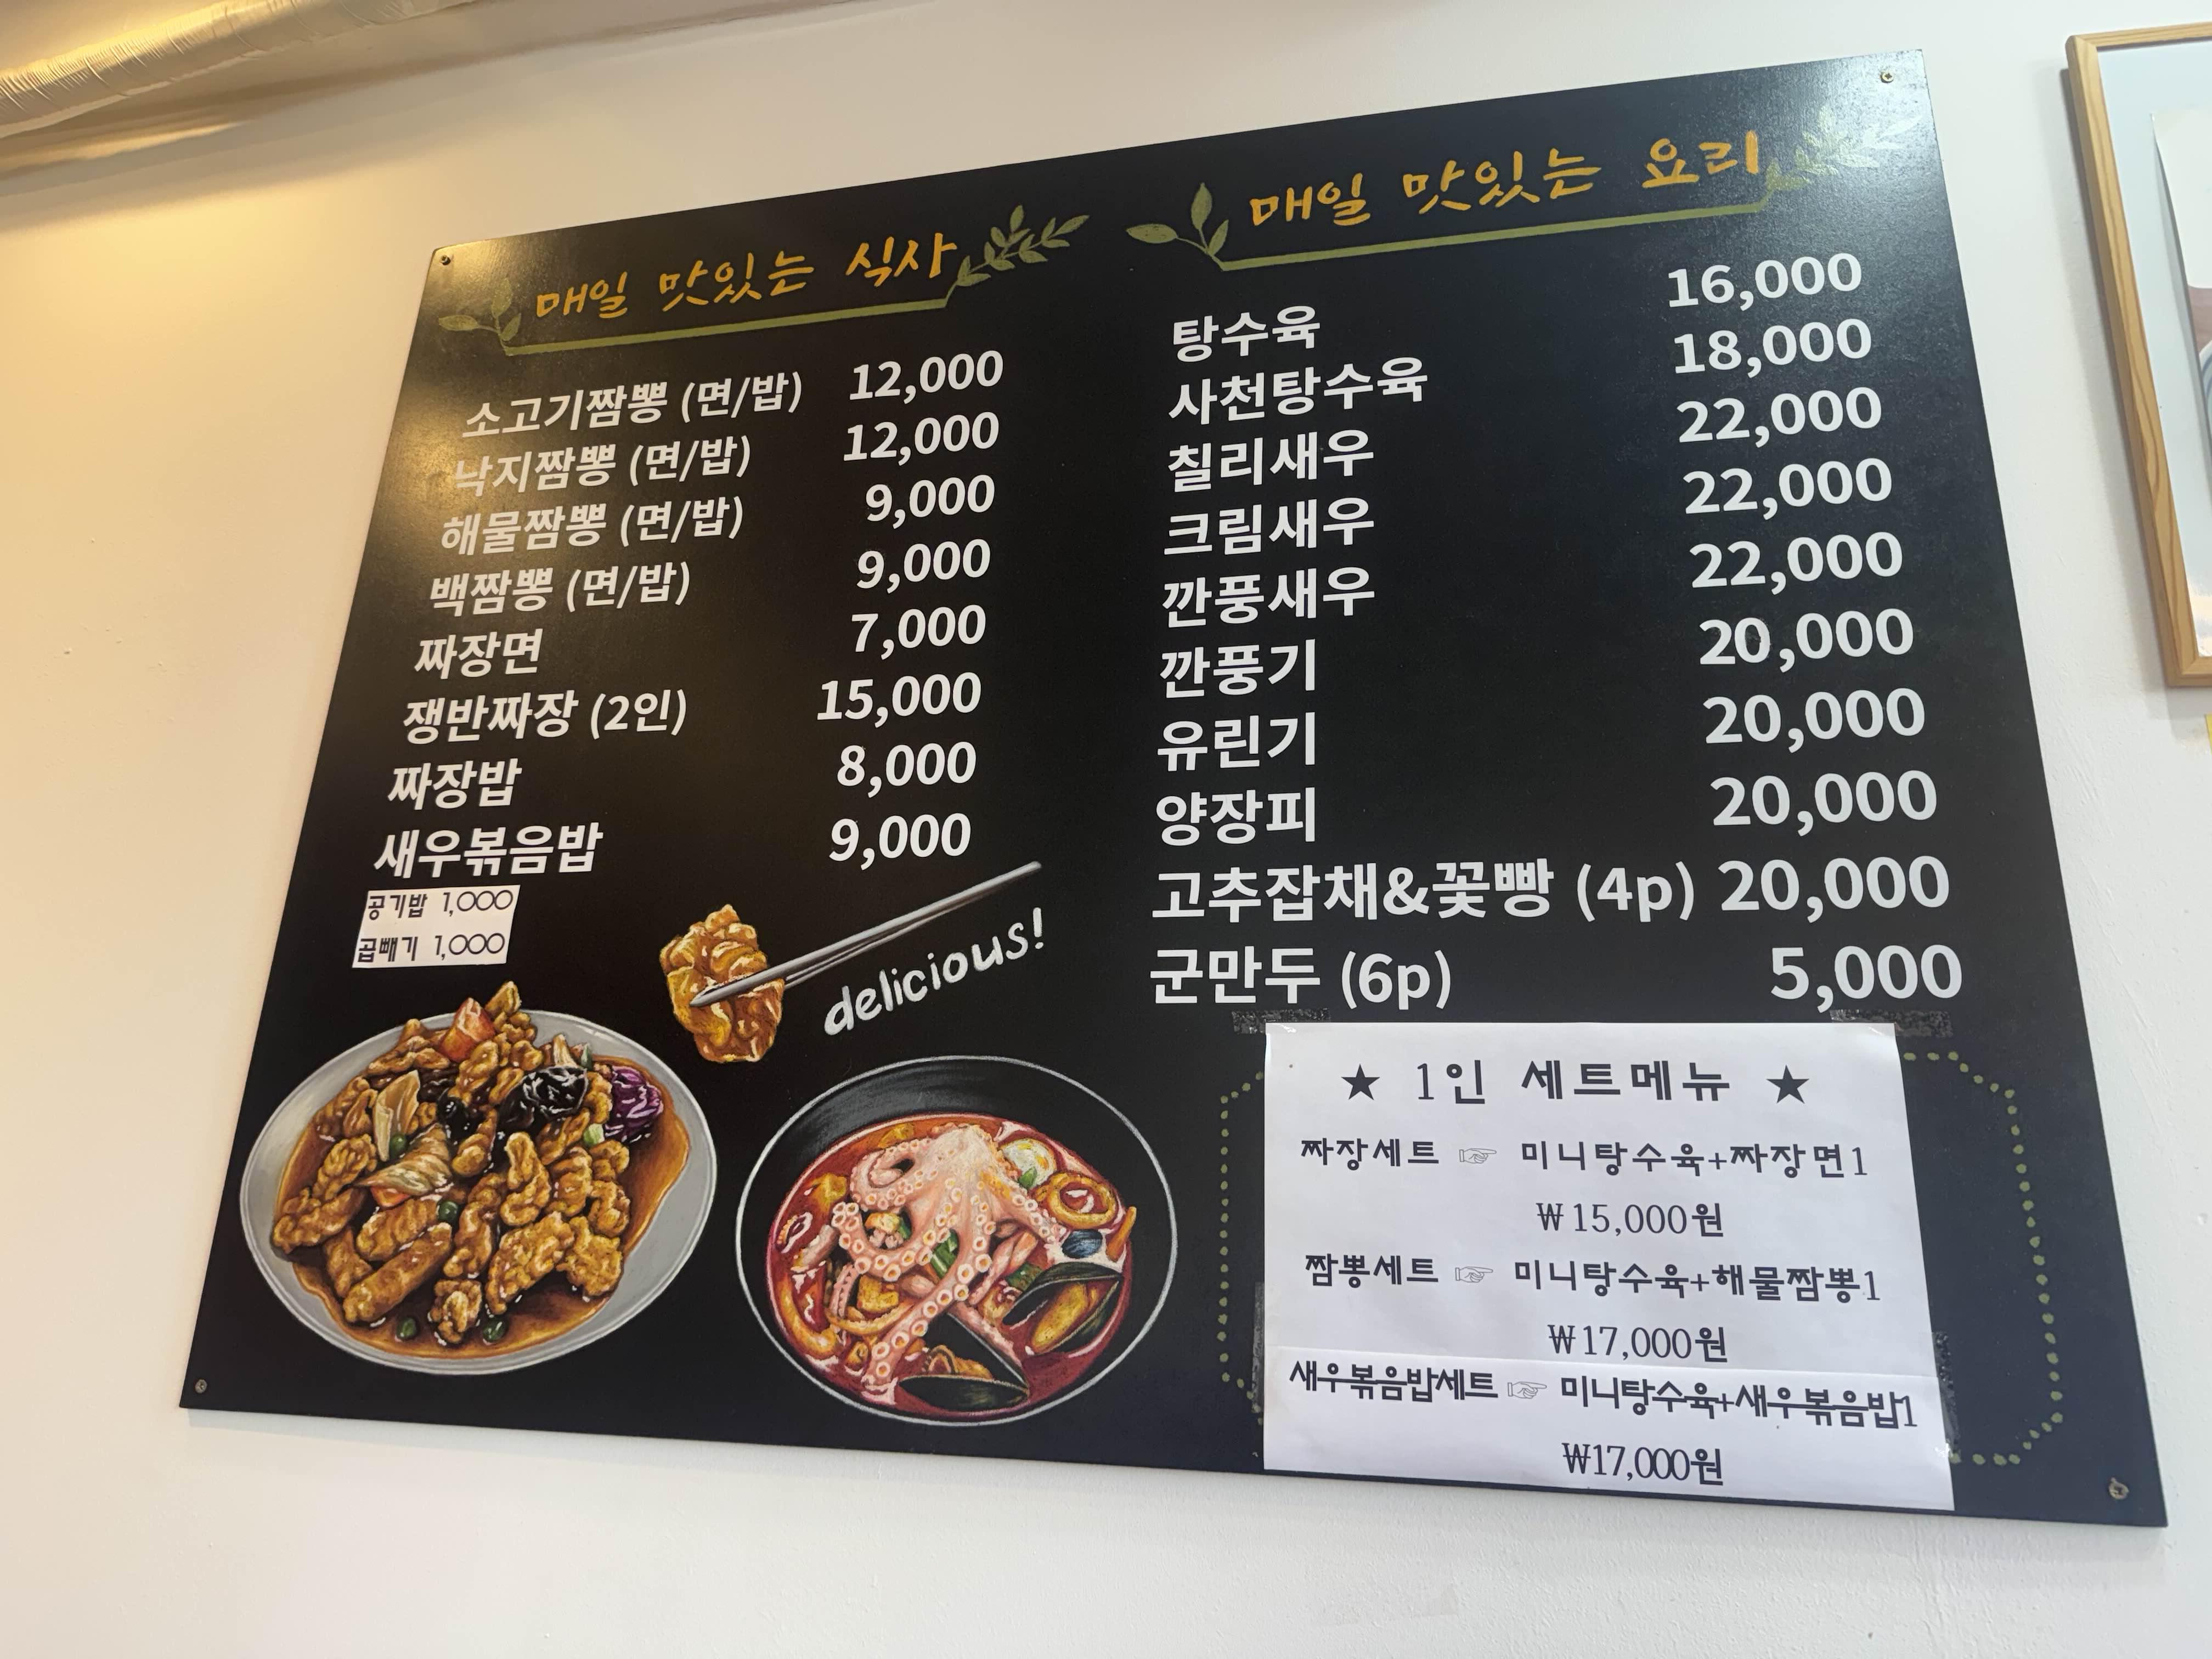 매일 맛있는 식사
소고기짬뽕 (면/밥) 12,000
낙지짬뽕 (면/밥) 12,000
해물짬뽕 (면/밥) 9,000
백짬뽕 (면/밥) 9,000
짜장면 7,000
쟁반짜장 (2인) 15,000
짜장밥 8,000
새우볶음밥 9,000
공기밥 1,000
곱빼기 1,000
delicious!
매일 맛있는 요리
탕수육 16,000
사천탕수육 18,000
칠리새우 22,000
크림새우 22,000
깐풍새우 22,000
깐풍기 20,000
유린기 20,000
양장피 20,000
고추잡채&꽃빵 (4p) 20,000
군만두 (6p) 5,000
★ 1인 세트메뉴 ★
짜장세트 ☞ 미니탕수육+짜장면1
₩15,000원
짬뽕세트 ☞ 미니탕수육+해물짬뽕1
₩17,000원
새우볶음밥세트 ☞ 미니탕수육+새우볶음밥1
₩17,000원